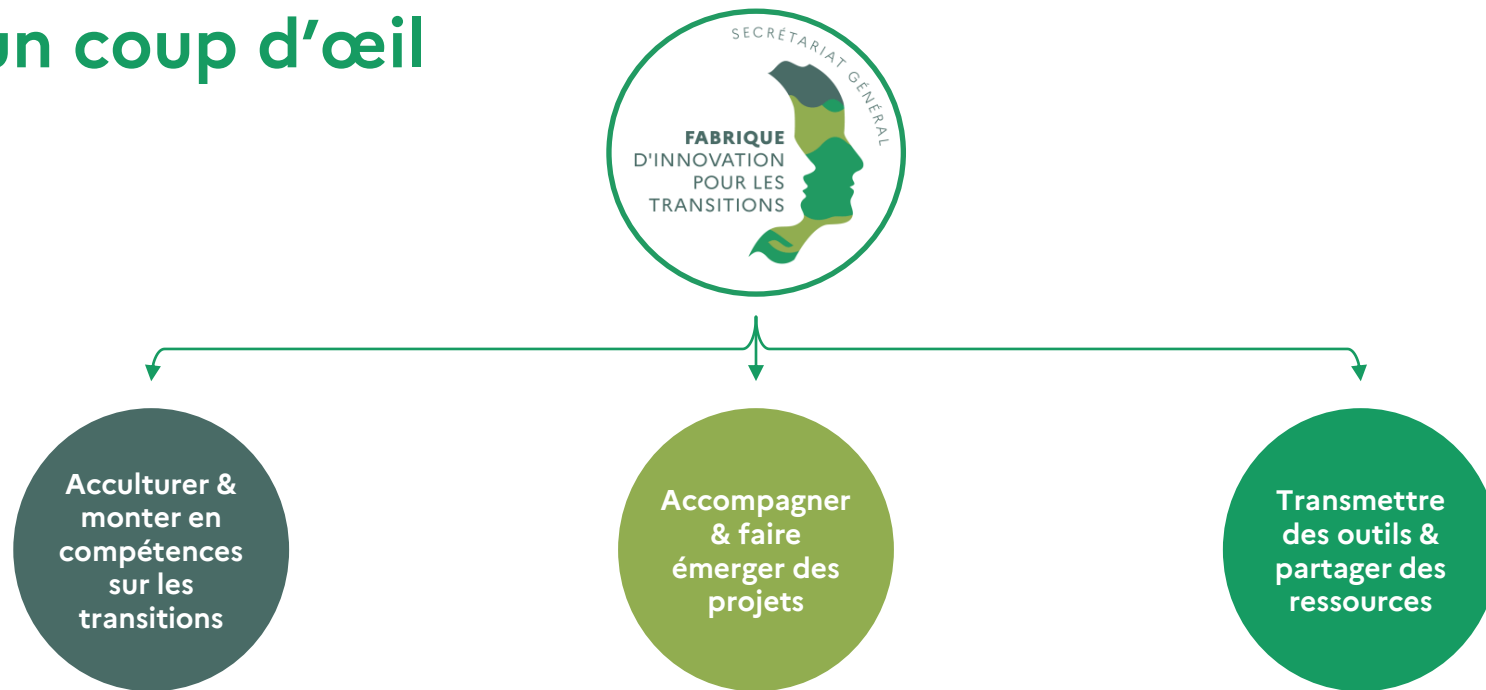 un coup d’œil
SECRÉTARIAT GÉNÉRAL
FABRIQUE
D'INNOVATION
POUR LES
TRANSITIONS
Acculturer &
monter en
compétences
sur les
transitions
Accompagner
& faire
émerger des
projets
Transmettre
des outils &
partager des
ressources